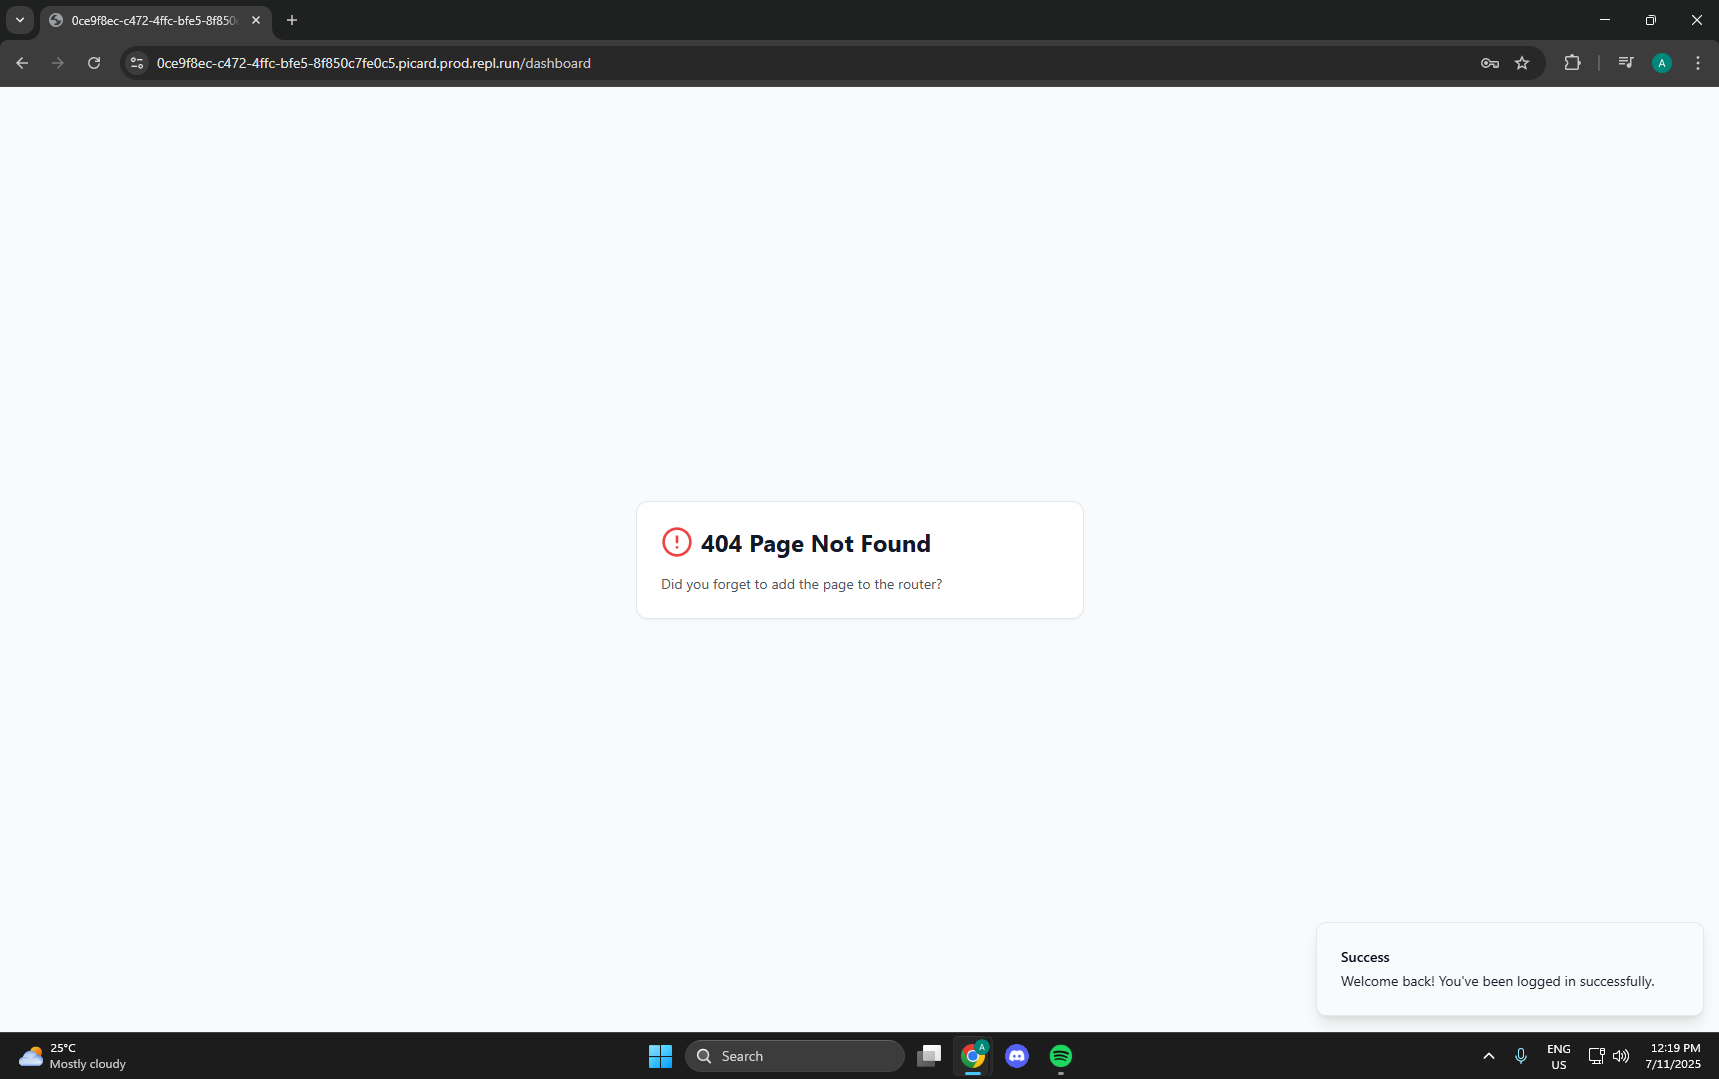 0ce9f8ec-c472-4ffc-bfe5-8f850
0ce9f8ec-c472-4ffc-bfe5-8f850c7fe0c5.picard.prod.repl.run/dashboard
A
404 Page Not Found
Did you forget to add the page to the router?
Success
Welcome back! You've been logged in successfully.
25°C
Mostly cloudy
Search
A
ENG
US
12:19 PM
7/11/2025